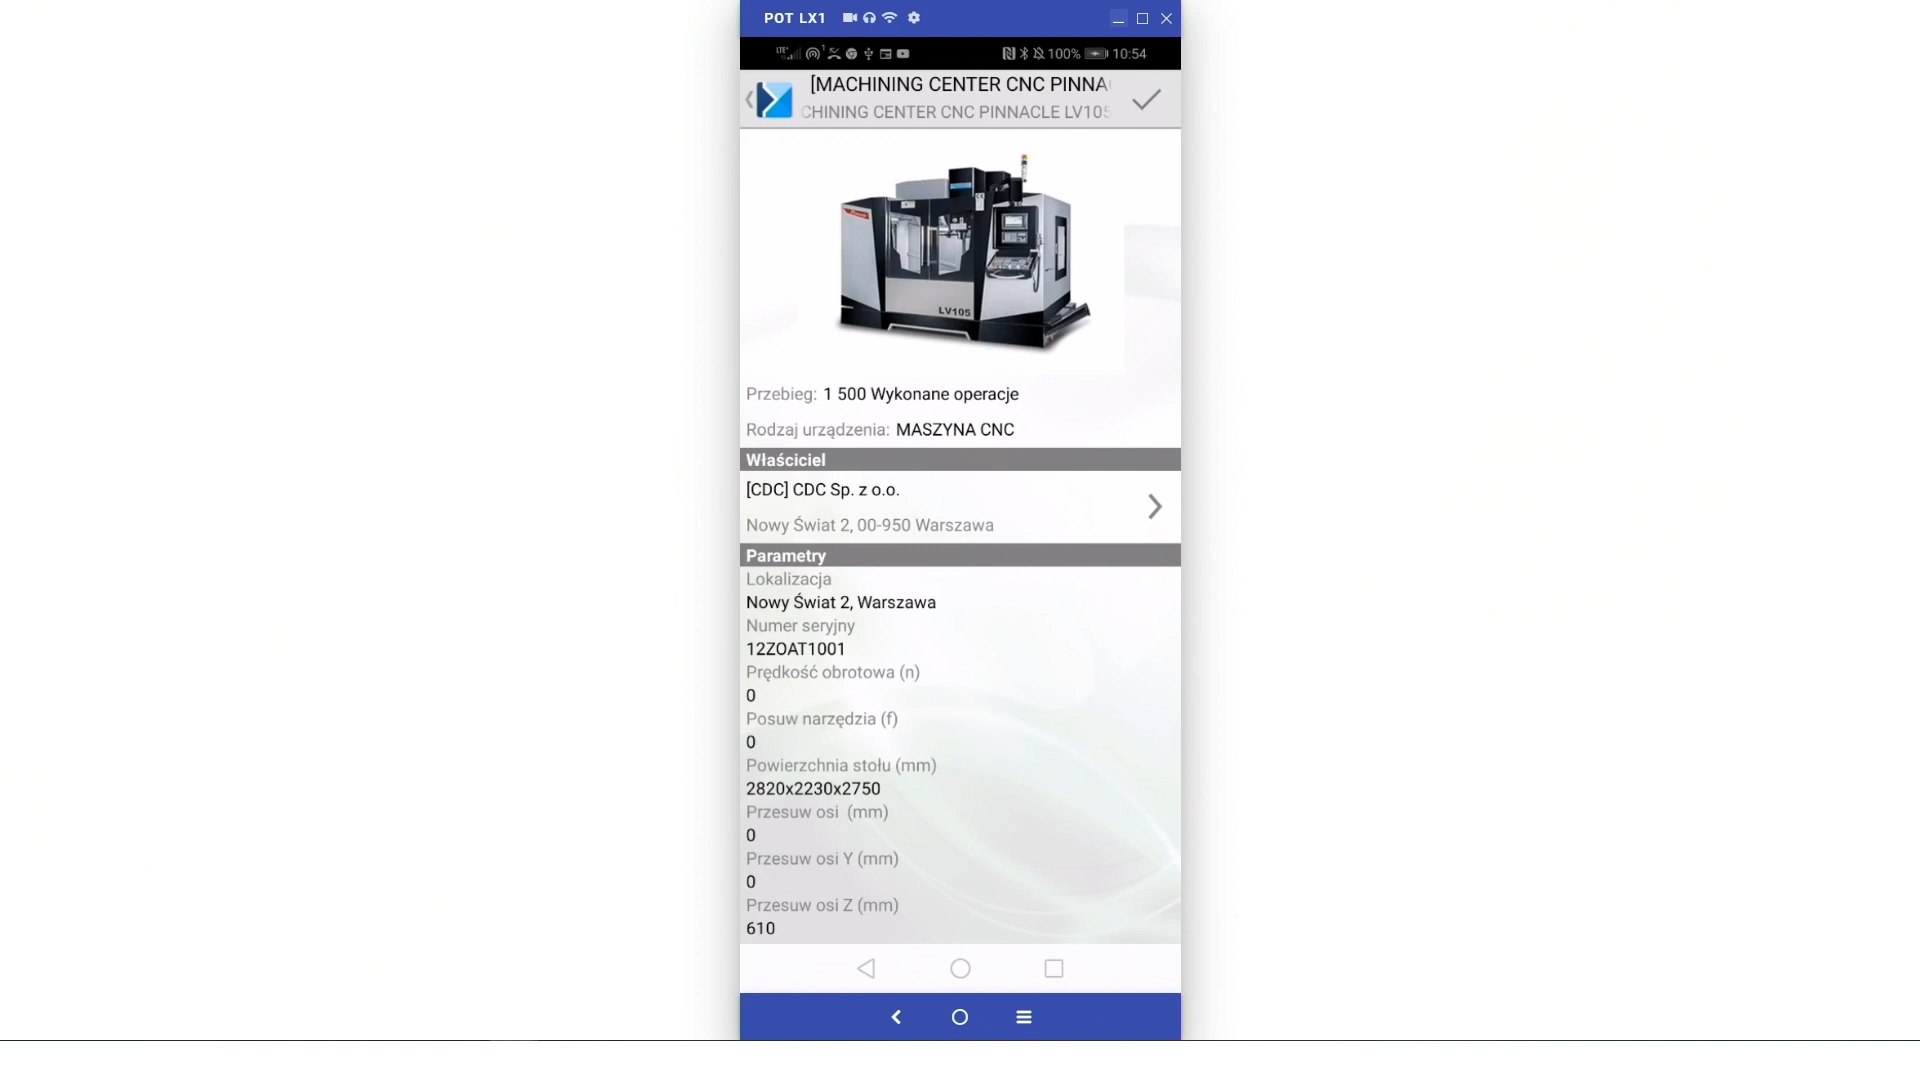 POT LX1
LTE+ 1 100% 10:54
[MACHINING CENTER CNC PINNA
CHINING CENTER CNC PINNACLE LV105
LV105
Przebieg: 1 500 Wykonane operacje
Rodzaj urządzenia: MASZYNA CNC
Właściciel
[CDC] CDC Sp. z o.o.
Nowy Świat 2, 00-950 Warszawa
Parametry
Lokalizacja
Nowy Świat 2, Warszawa
Numer seryjny
12ZOAT1001
Prędkość obrotowa (n)
0
Posuw narzędzia (f)
0
Powierzchnia stołu (mm)
2820x2230x2750
Przesuw osi  (mm)
0
Przesuw osi Y (mm)
0
Przesuw osi Z (mm)
610